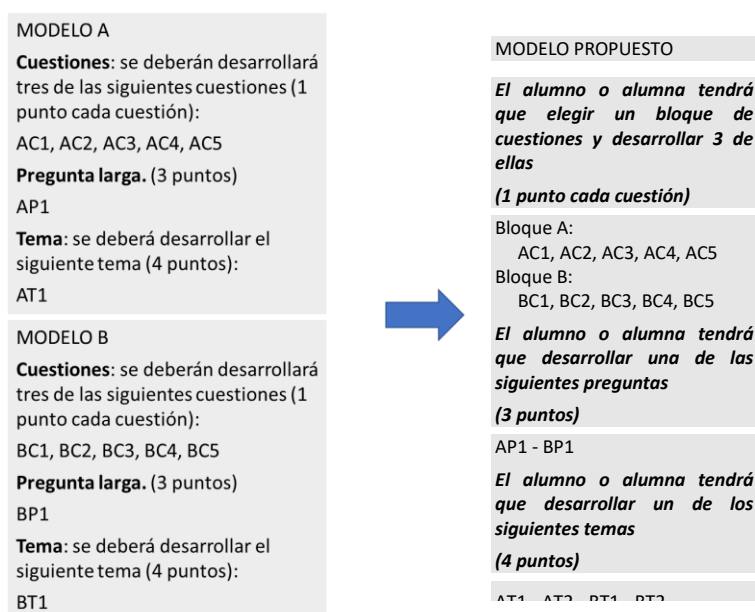 MODELO A
Cuestiones: se deberán desarrollará
tres de las siguientes cuestiones (1
punto cada cuestión):
AC1, AC2, AC3, AC4, AC5
Pregunta larga. (3 puntos)
AP1
Tema: se deberá desarrollar el
siguiente tema (4 puntos):
AT1
MODELO B
Cuestiones: se deberán desarrollará
tres de las siguientes cuestiones (1
punto cada cuestión):
BC1, BC2, BC3, BC4, BC5
Pregunta larga. (3 puntos)
BP1
Tema: se deberá desarrollar el
siguiente tema (4 puntos):
BT1
MODELO PROPUESTO
El alumno o alumna tendrá
que elegir un bloque de
cuestiones y desarrollar 3 de
ellas
(1 punto cada cuestión)
Bloque A:
AC1, AC2, AC3, AC4, AC5
Bloque B:
BC1, BC2, BC3, BC4, BC5
El alumno o alumna tendrá
que desarrollar una de las
siguientes preguntas
(3 puntos)
AP1 - BP1
El alumno o alumna tendrá
que desarrollar un de los
siguientes temas
(4 puntos)
AT1 - AT2 - BT1 - BT2